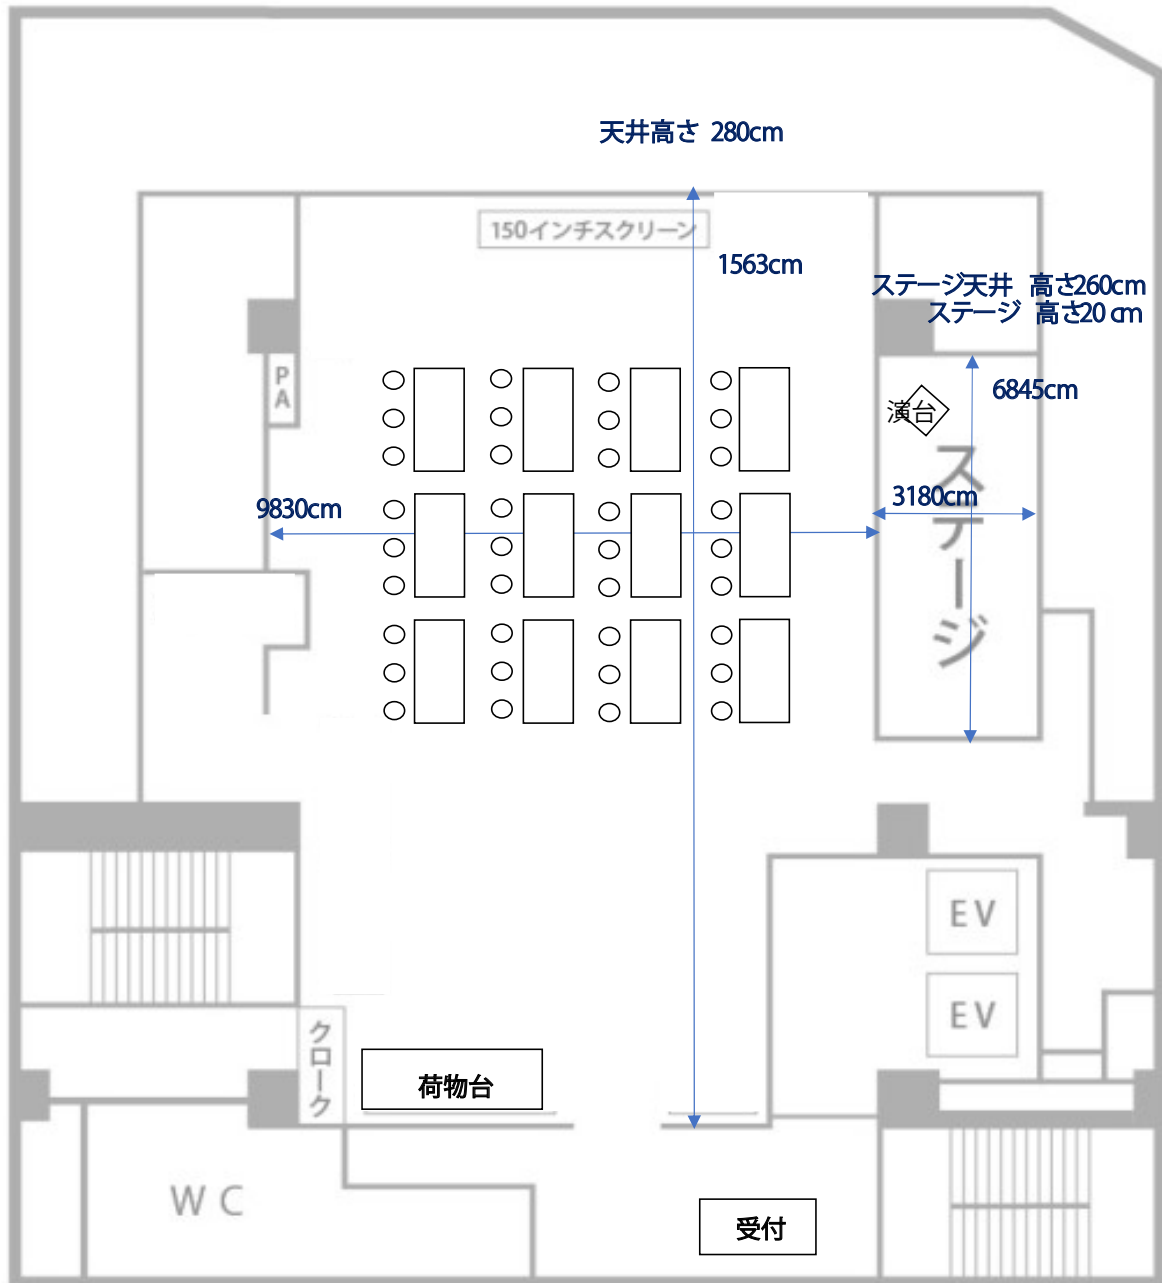 天井高さ 280cm
150インチスクリーン
1563cm
ステージ天井 高さ260cm
ステージ 高さ20cm
PA
6845cm
演台
ステージ
3180cm
9830cm
EV
EV
クローク
荷物台
WC
受付